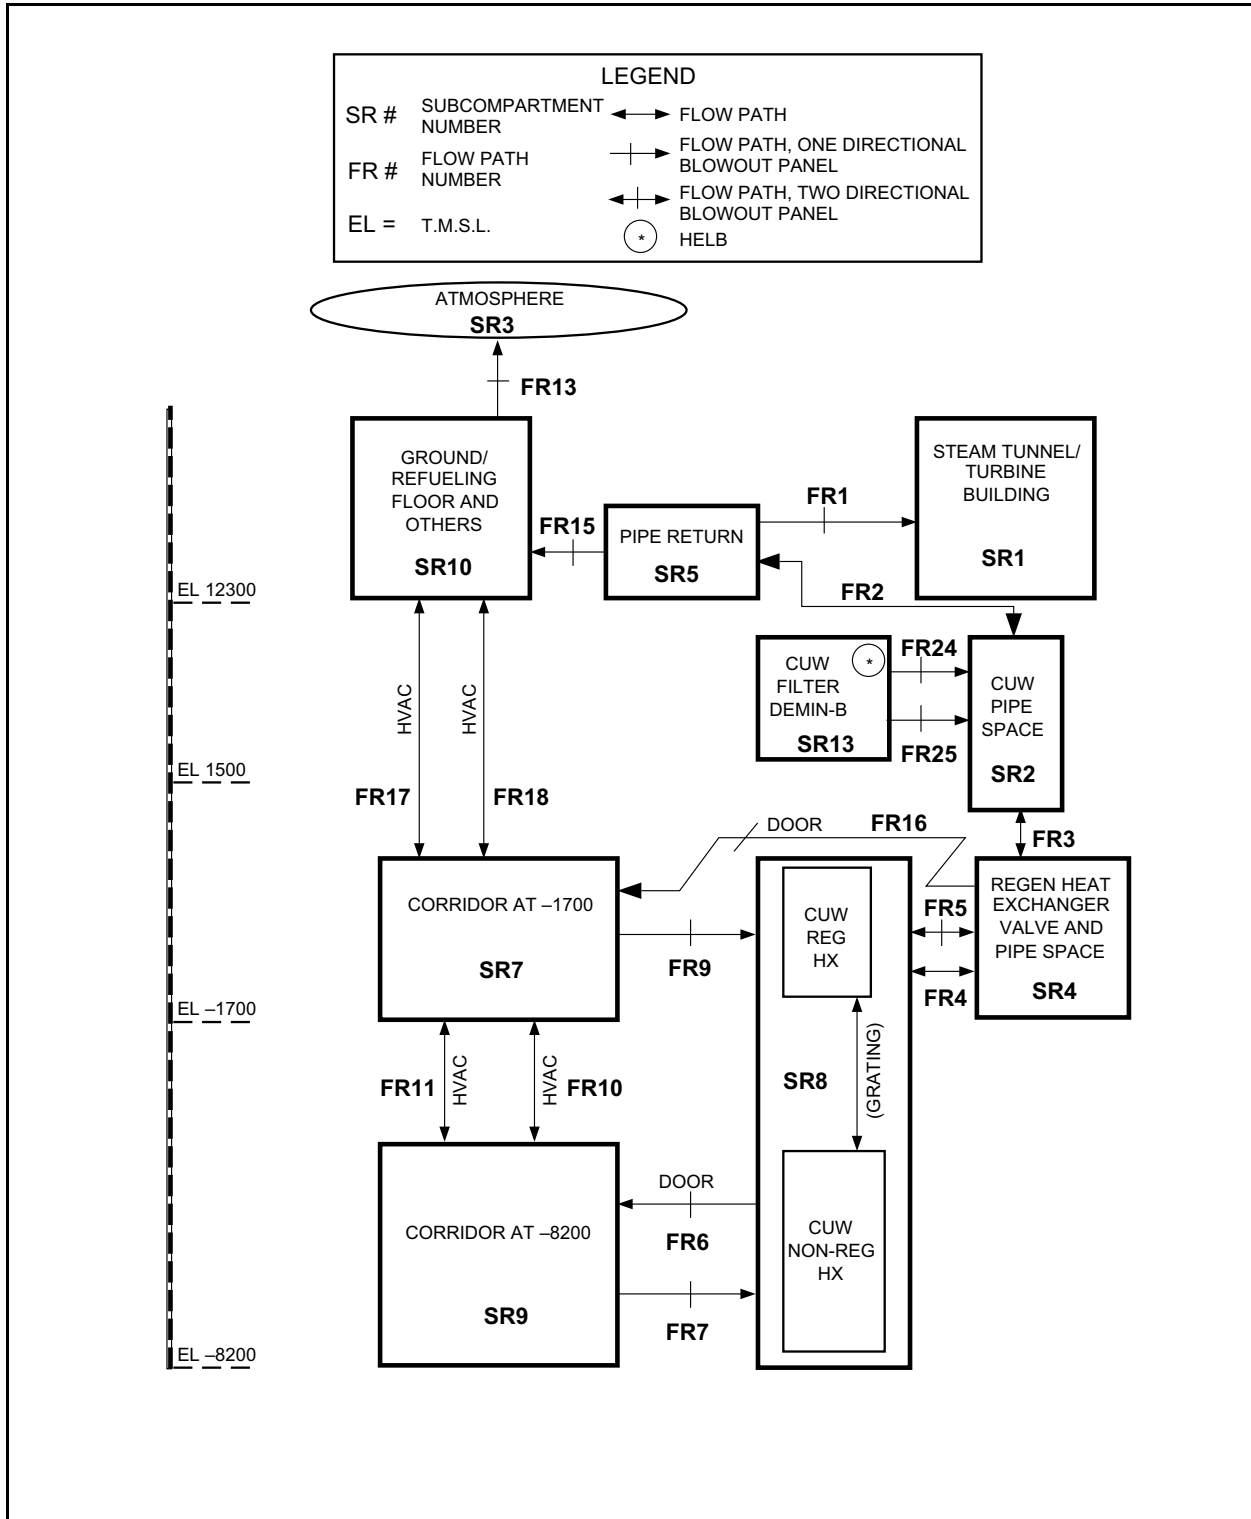 LEGEND
SR #
SUBCOMPARTMENT
NUMBER
FLOW PATH
FR #
FLOW PATH
NUMBER
FLOW PATH, ONE DIRECTIONAL
BLOWOUT PANEL
FLOW PATH, TWO DIRECTIONAL
BLOWOUT PANEL
EL =
T.M.S.L.
*
HELB
ATMOSPHERE
SR3
FR13
GROUND/
REFUELING
FLOOR AND
OTHERS
SR10
FR15
PIPE RETURN
SR5
FR1
STEAM TUNNEL/
TURBINE
BUILDING
SR1
FR2
EL 12300
HVAC
HVAC
FR17
FR18
CUW
FILTER
DEMIN-B
SR13
*
FR24
FR25
CUW
PIPE
SPACE
SR2
EL 1500
FR3
DOOR
FR16
CORRIDOR AT –1700
SR7
FR9
CUW
REG
HX
FR5
FR4
REGEN HEAT
EXCHANGER
VALVE AND
PIPE SPACE
SR4
EL –1700
FR11
HVAC
FR10
HVAC
SR8
(GRATING)
CORRIDOR AT –8200
SR9
DOOR
FR6
FR7
CUW
NON-REG
HX
EL –8200